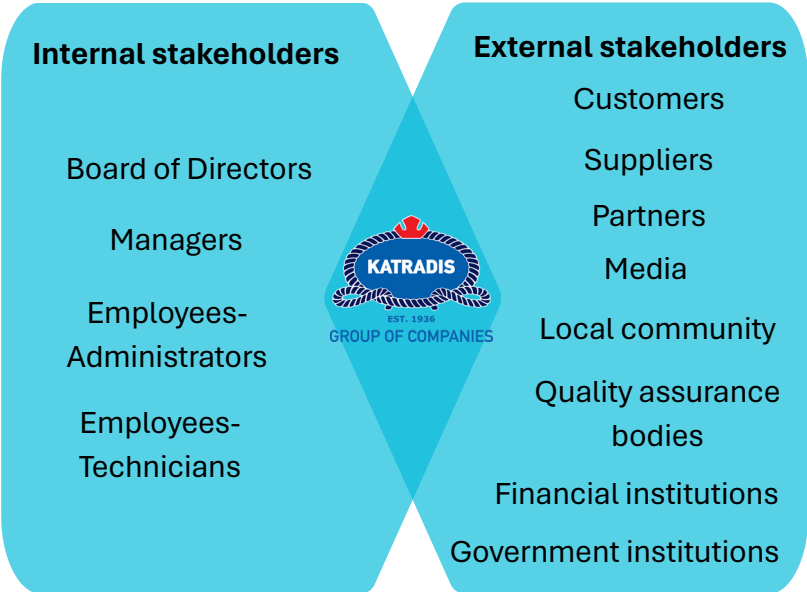 Internal stakeholders
Board of Directors
Managers
Employees-
Administrators
Employees-
Technicians
KATRADIS
EST. 1936
GROUP OF COMPANIES
External stakeholders
Customers
Suppliers
Partners
Media
Local community
Quality assurance
bodies
Financial institutions
Government institutions